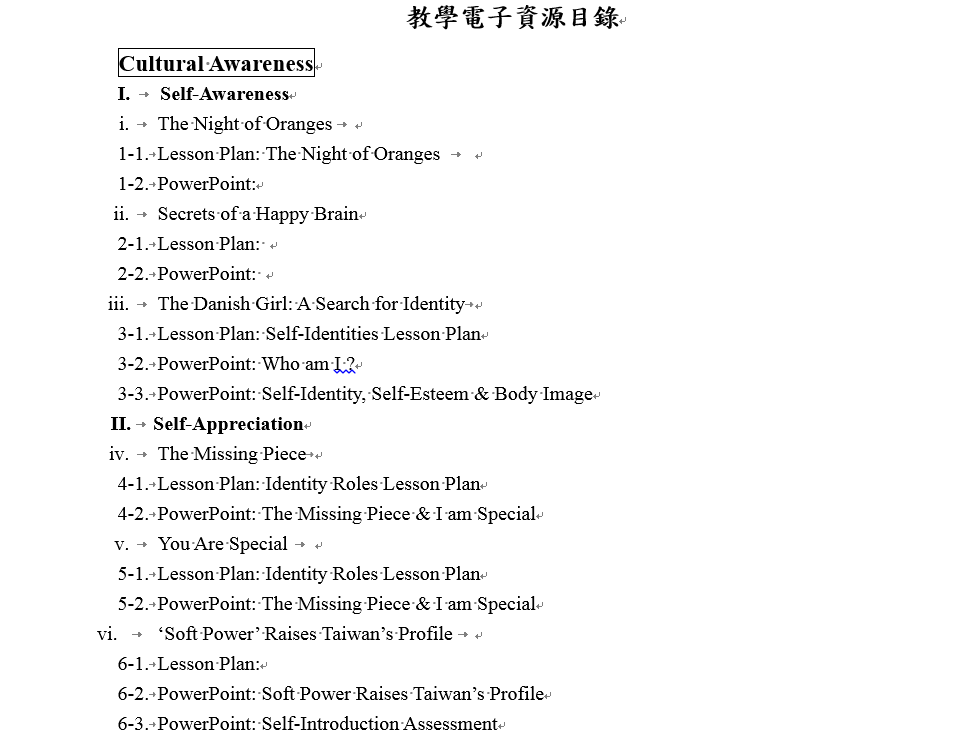 教學電子資源目錄
Cultural Awareness
I. Self-Awareness
i. The Night of Oranges
1-1. Lesson Plan: The Night of Oranges
1-2. PowerPoint:
ii. Secrets of a Happy Brain
2-1. Lesson Plan:
2-2. PowerPoint:
iii. The Danish Girl: A Search for Identity
3-1. Lesson Plan: Self-Identities Lesson Plan
3-2. PowerPoint: Who am I ?
3-3. PowerPoint: Self-Identity, Self-Esteem & Body Image
II. Self-Appreciation
iv. The Missing Piece
4-1. Lesson Plan: Identity Roles Lesson Plan
4-2. PowerPoint: The Missing Piece & I am Special
v. You Are Special
5-1. Lesson Plan: Identity Roles Lesson Plan
5-2. PowerPoint: The Missing Piece & I am Special
vi. ‘Soft Power’ Raises Taiwan’s Profile
6-1. Lesson Plan:
6-2. PowerPoint: Soft Power Raises Taiwan’s Profile
6-3. PowerPoint: Self-Introduction Assessment